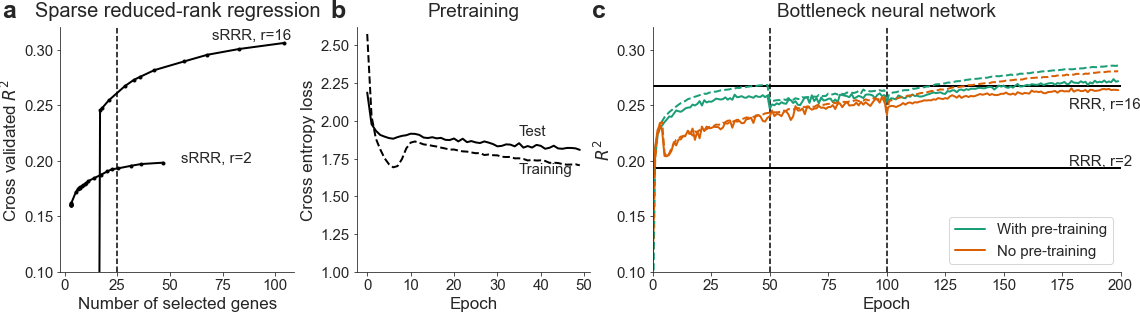 a Sparse reduced-rank regression
Cross validated R²
0.30
0.25
0.20
0.15
0.10
sRRR, r=16
sRRR, r=2
0 25 50 75 100
Number of selected genes
b Pretraining
Cross entropy loss
2.50
2.25
2.00
1.75
1.50
1.25
1.00
Test
Training
0 10 20 30 40 50
Epoch
c Bottleneck neural network
R²
0.30
0.25
0.20
0.15
0.10
RRR, r=16
RRR, r=2
With pre-training
No pre-training
0 25 50 75 100 125 150 175 200
Epoch